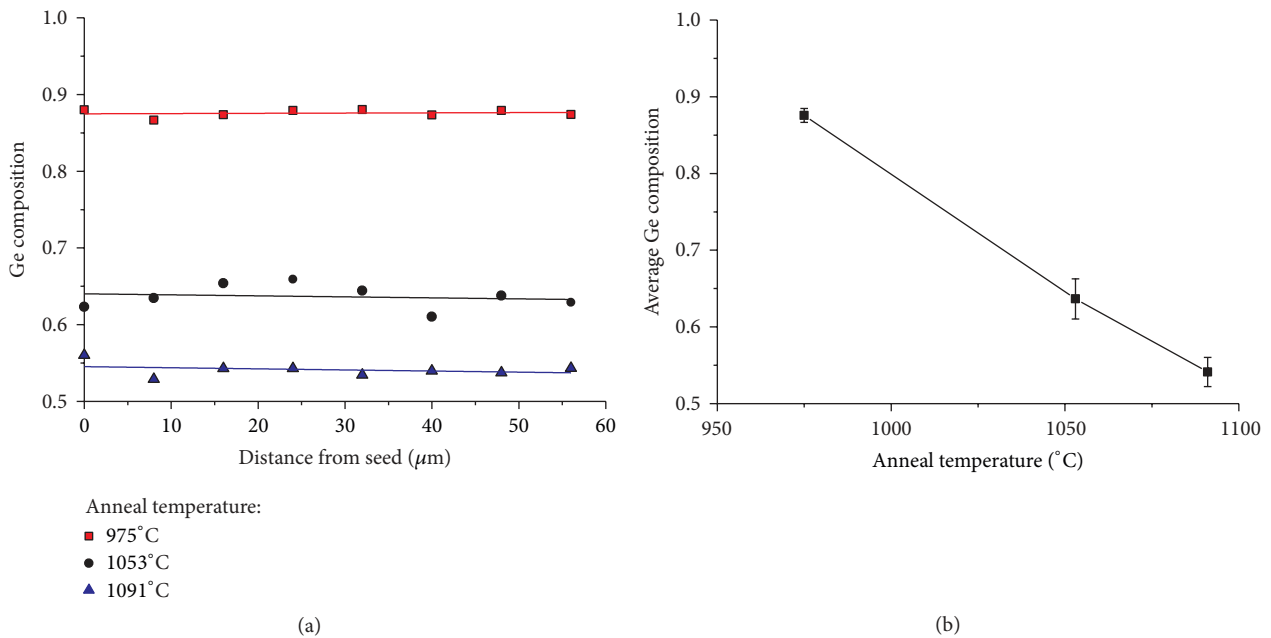 1.0
0.9
0.8
0.7
0.6
0.5
Ge composition
0
10
20
30
40
50
60
Distance from seed (μm)
Anneal temperature:
975°C
1053°C
1091°C
(a)
1.0
0.9
0.8
0.7
0.6
0.5
Average Ge composition
950
1000
1050
1100
Anneal temperature (°C)
(b)